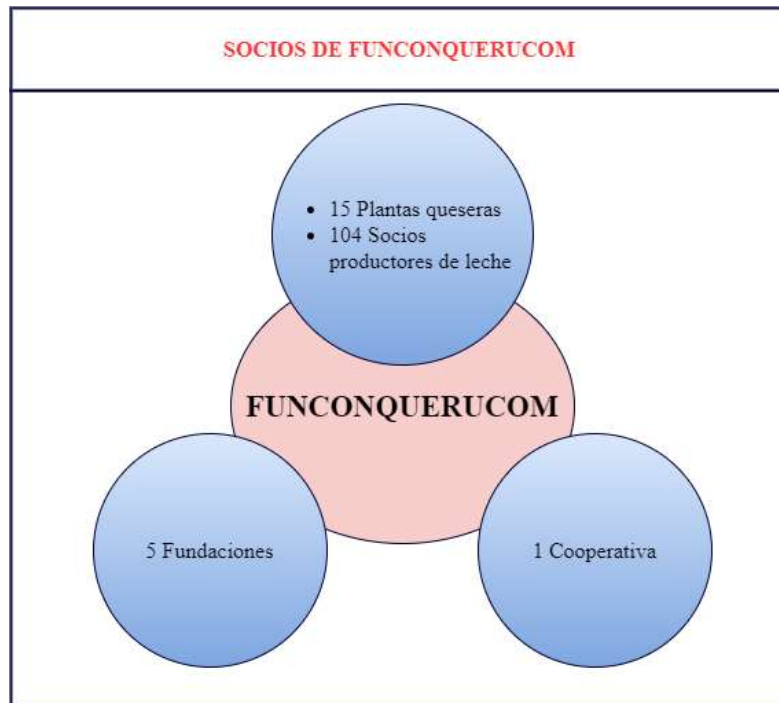 SOCIOS DE FUNCONQUERUCOM
• 15 Plantas queseras
• 104 Socios
productores de leche
FUNCONQUERUCOM
5 Fundaciones
1 Cooperativa